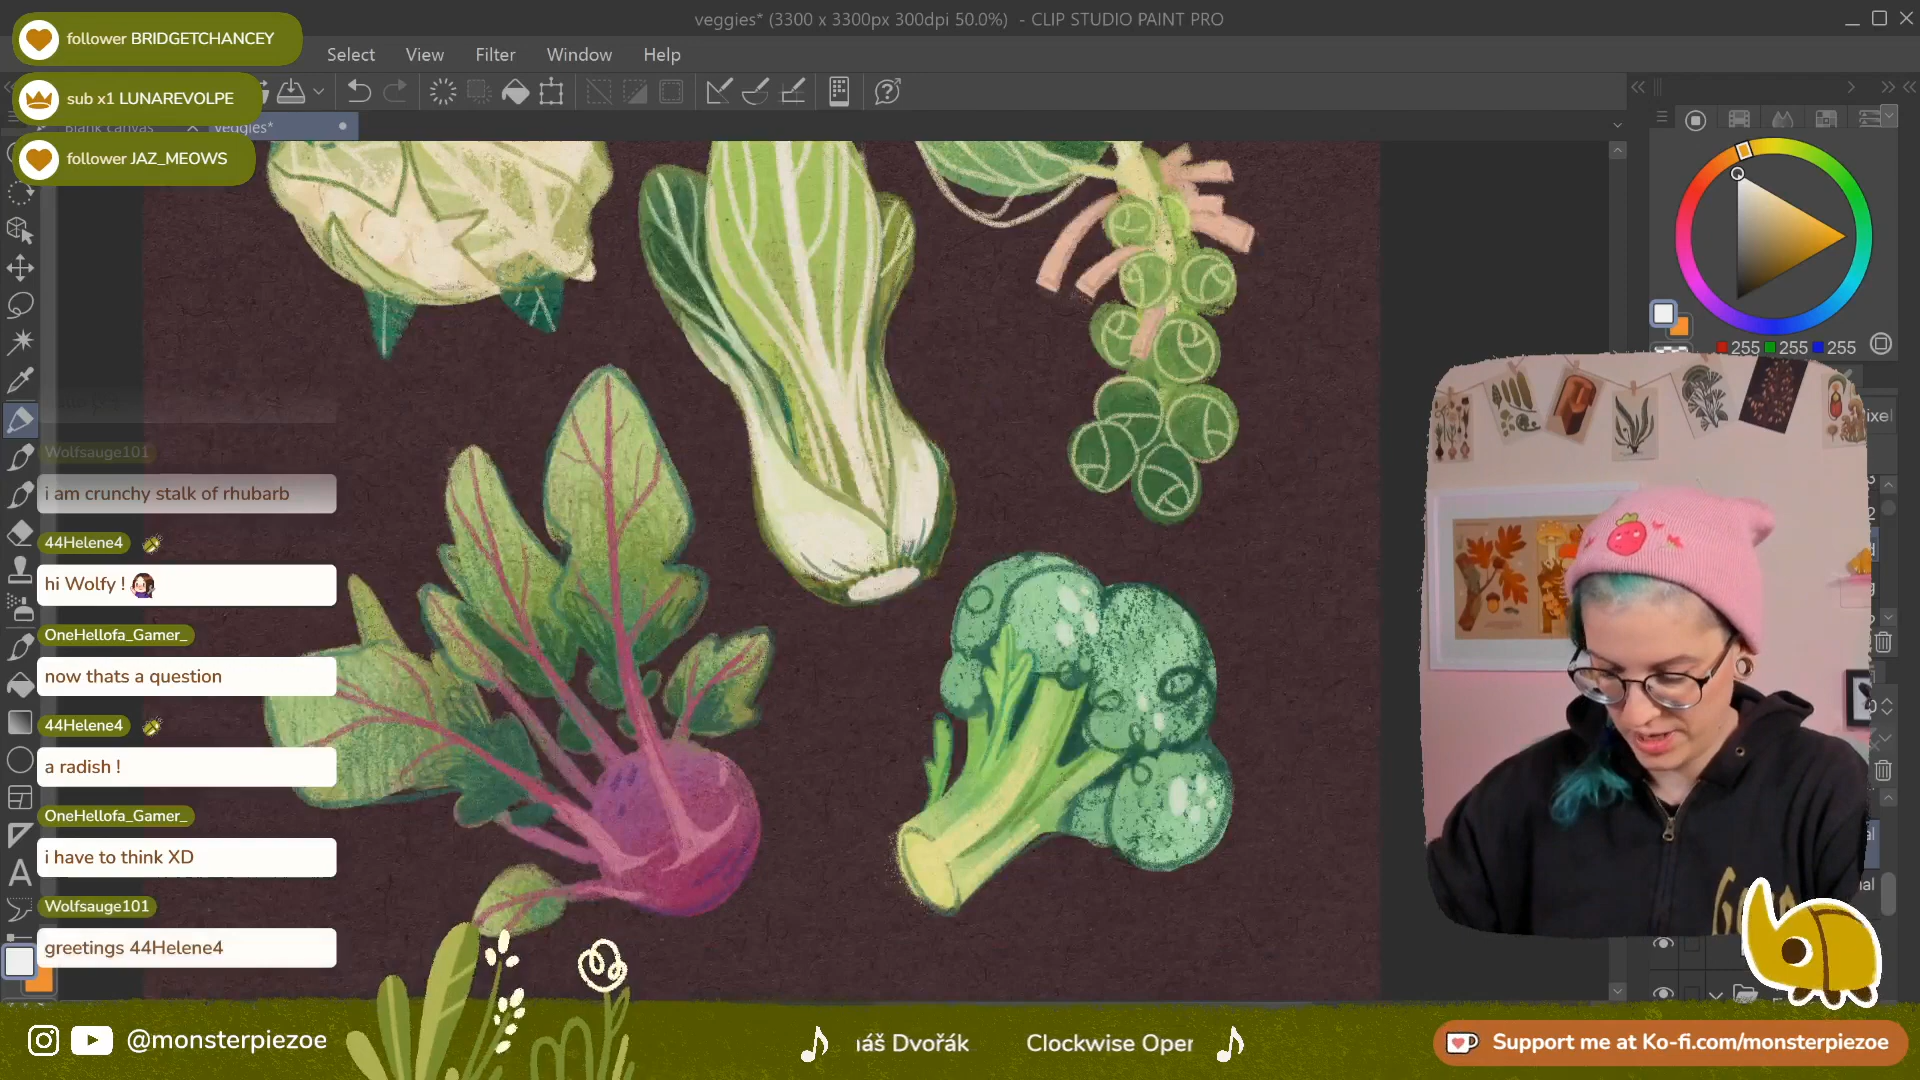 veggies* (3300 x 3300px 300dpi 50.0%) - CLIP STUDIO PAINT PRO
follower BRIDGETCHANCEY
Select View Filter Window Help
sub x1 LUNAREVOLPE
Blank canvas veggies*
follower JAZ_MEOWS
255 255 255
Wolfsauge101
i am crunchy stalk of rhubarb
44Helene4
hi Wolfy !
OneHellofa_Gamer_
now thats a question
44Helene4
a radish !
OneHellofa_Gamer_
i have to think XD
Wolfsauge101
greetings 44Helene4
@monsterpiezoe
áš Dvořák Clockwise Oper
Support me at Ko-fi.com/monsterpiezoe